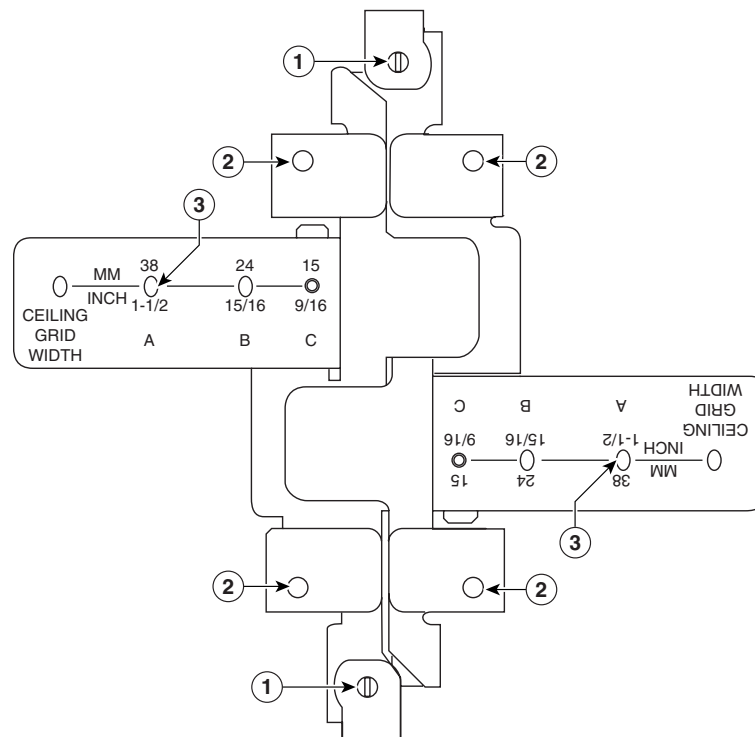 1
2
2
3
38
24
15
MM
INCH
1-1/2
15/16
9/16
CEILING
GRID
WIDTH
A
B
C
CEILING
GRID
WIDTH
A
B
C
1-1/2
15/16
9/16
INCH
MM
38
24
15
3
2
2
1